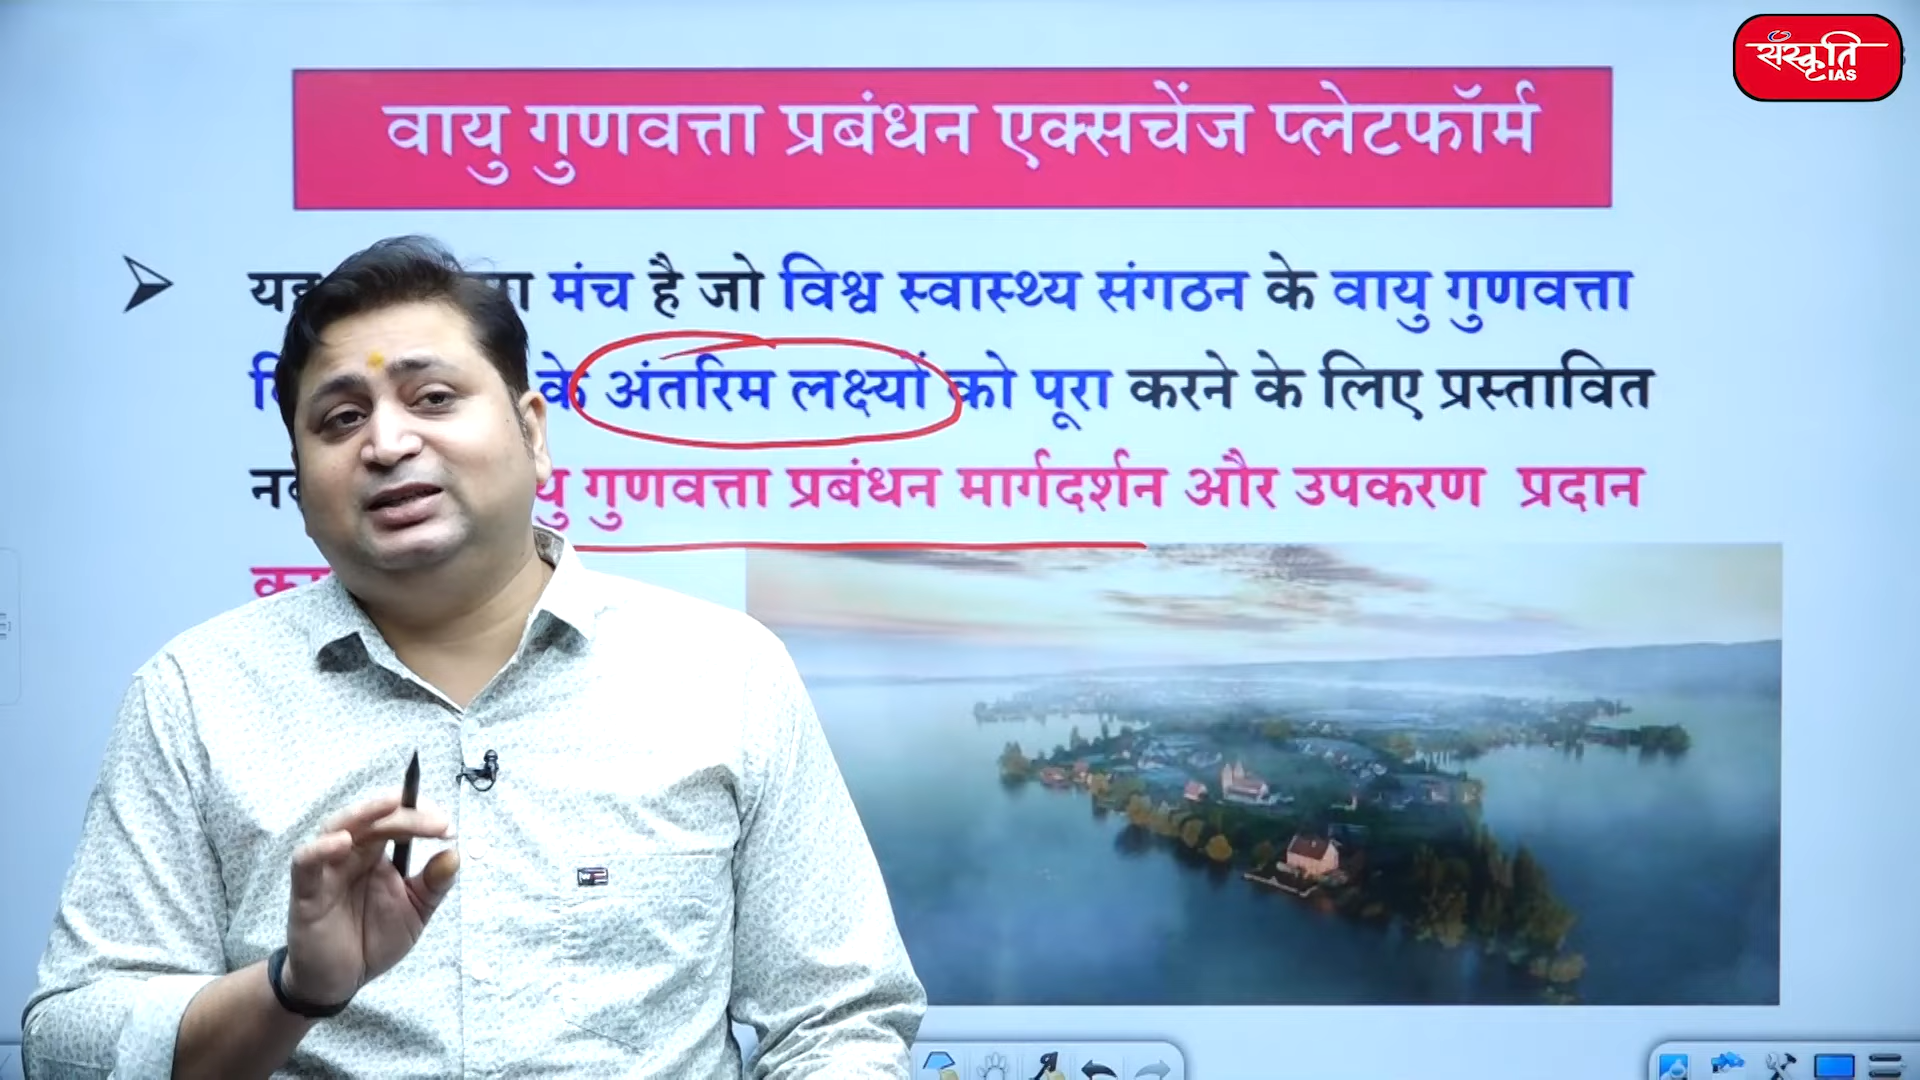 संस्कृति
IAS
वायु गुणवत्ता प्रबंधन एक्सचेंज प्लेटफॉर्म
मंच है जो विश्व स्वास्थ्य संगठन के वायु गुणवत्ता
के अंतरिम लक्ष्यों को पूरा करने के लिए प्रस्तावित
गुणवत्ता प्रबंधन मार्गदर्शन और उपकरण प्रदान